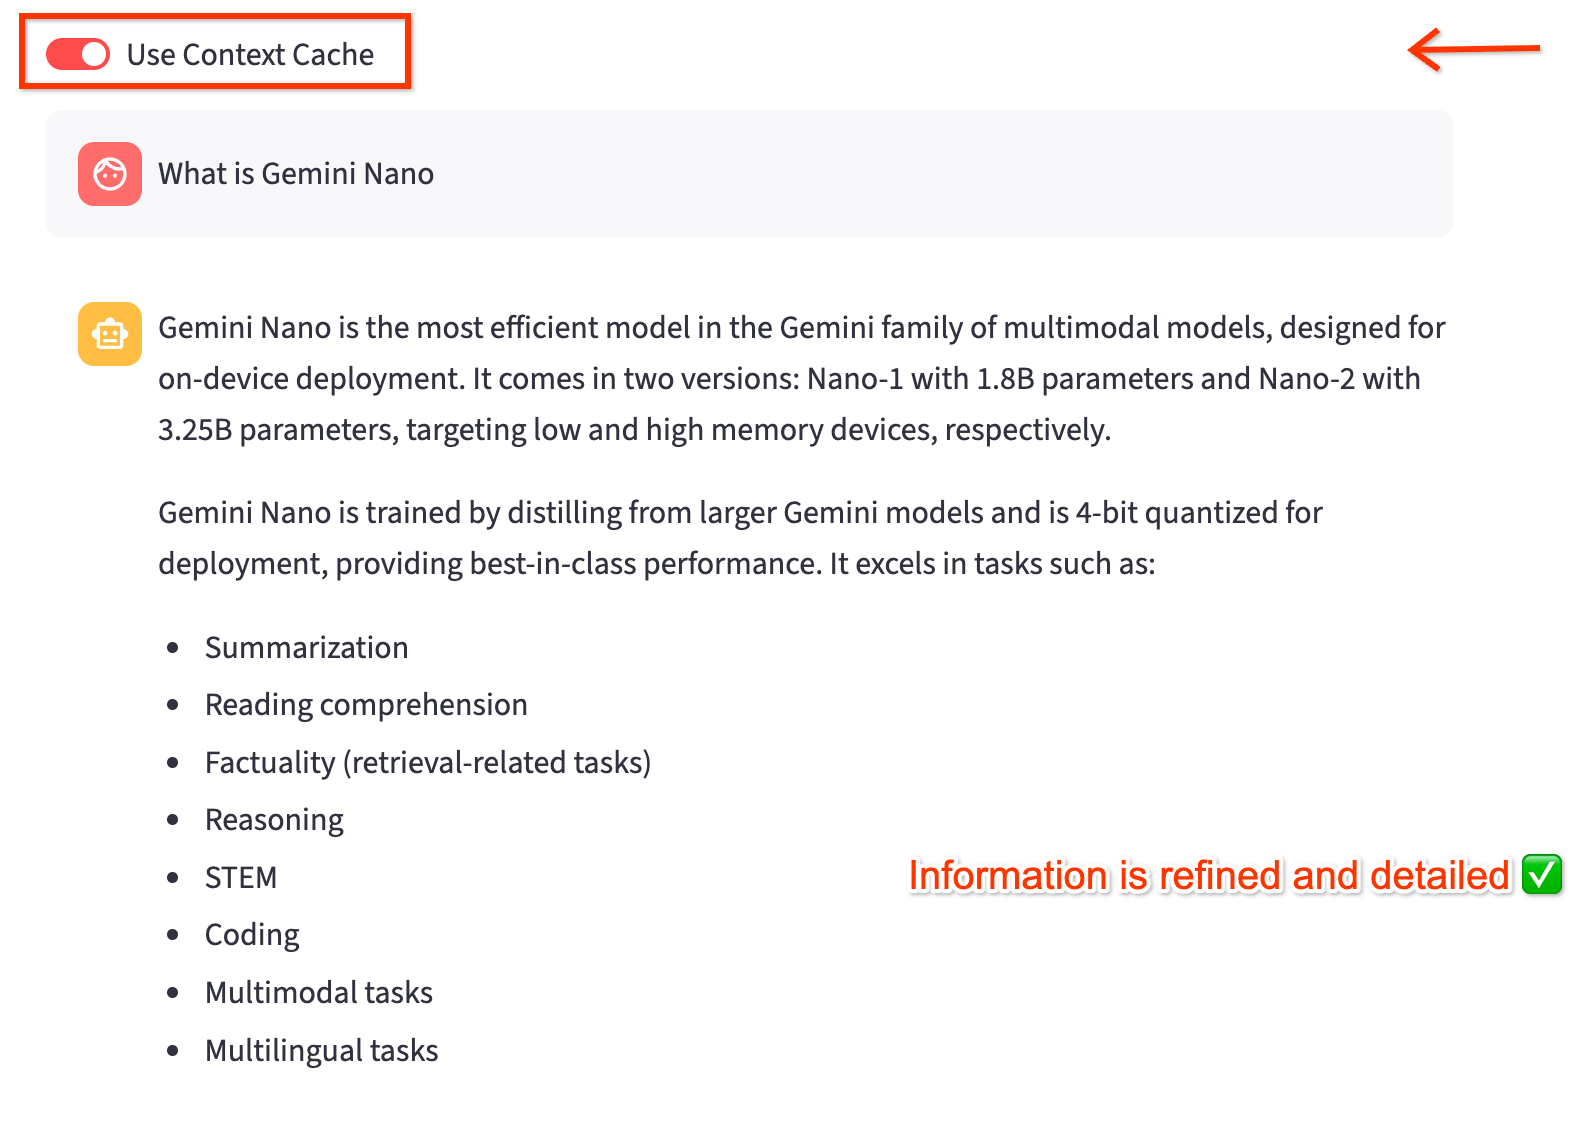 Use Context Cache
What is Gemini Nano
Gemini Nano is the most efficient model in the Gemini family of multimodal models, designed for
on-device deployment. It comes in two versions: Nano-1 with 1.8B parameters and Nano-2 with
3.25B parameters, targeting low and high memory devices, respectively.
Gemini Nano is trained by distilling from larger Gemini models and is 4-bit quantized for
deployment, providing best-in-class performance. It excels in tasks such as:
• Summarization
• Reading comprehension
• Factuality (retrieval-related tasks)
• Reasoning
• STEM
Information is refined and detailed ✅
• Coding
• Multimodal tasks
• Multilingual tasks